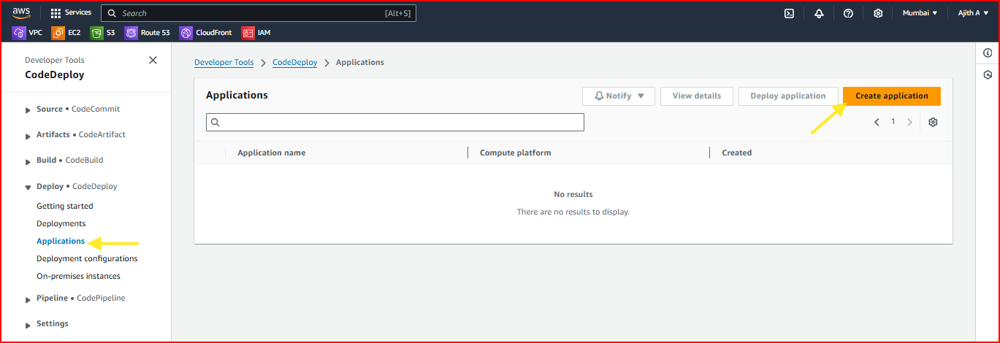 aws Services Search [Alt+S] Mumbai ▼ Ajith A ▼
VPC EC2 S3 Route 53 CloudFront IAM
Developer Tools
CodeDeploy
Source • CodeCommit
Artifacts • CodeArtifact
Build • CodeBuild
Deploy • CodeDeploy
Getting started
Deployments
Applications
Deployment configurations
On-premises instances
Pipeline • CodePipeline
Settings
Developer Tools > CodeDeploy > Applications
Applications
Notify ▼ View details Deploy application Create application
< 1 >
Application name Compute platform Created
No results
There are no results to display.